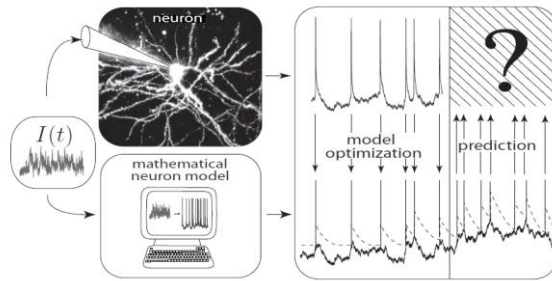 neuron
I(t)
mathematical
neuron model
model
optimization
prediction
?